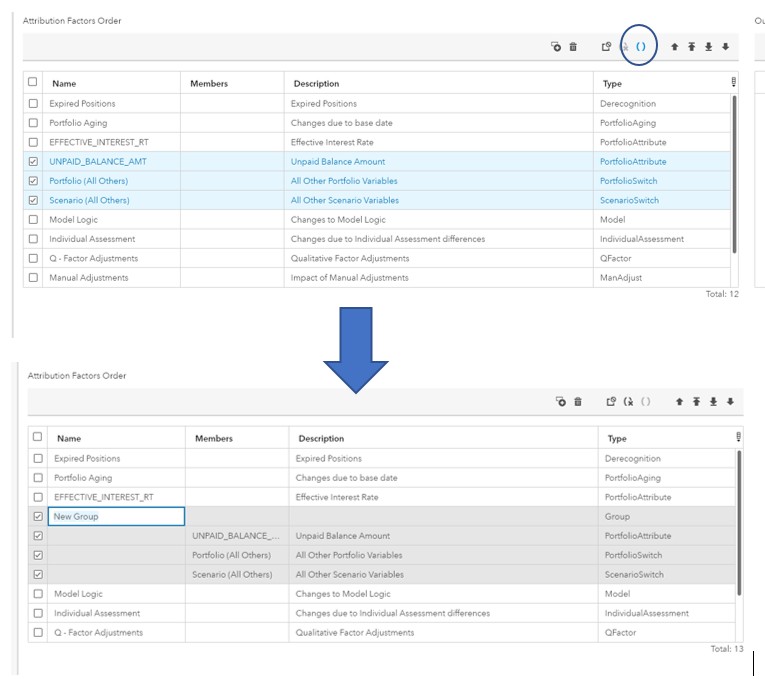 Attribution Factors Order
Name Members Description Type
Expired Positions Expired Positions Derecognition
Portfolio Aging Changes due to base date PortfolioAging
EFFECTIVE_INTEREST_RT Effective Interest Rate PortfolioAttribute
UNPAID_BALANCE_AMT Unpaid Balance Amount PortfolioAttribute
Portfolio (All Others) All Other Portfolio Variables PortfolioSwitch
Scenario (All Others) All Other Scenario Variables ScenarioSwitch
Model Logic Changes to Model Logic Model
Individual Assessment Changes due to Individual Assessment differences IndividualAssessment
Q - Factor Adjustments Qualitative Factor Adjustments QFactor
Manual Adjustments Impact of Manual Adjustments ManAdjust
Total: 12
Attribution Factors Order
Name Members Description Type
Expired Positions Expired Positions Derecognition
Portfolio Aging Changes due to base date PortfolioAging
EFFECTIVE_INTEREST_RT Effective Interest Rate PortfolioAttribute
New Group Group
UNPAID_BALANCE_... Unpaid Balance Amount PortfolioAttribute
Portfolio (All Others) All Other Portfolio Variables PortfolioSwitch
Scenario (All Others) All Other Scenario Variables ScenarioSwitch
Model Logic Changes to Model Logic Model
Individual Assessment Changes due to Individual Assessment differences IndividualAssessment
Q - Factor Adjustments Qualitative Factor Adjustments QFactor
Total: 13